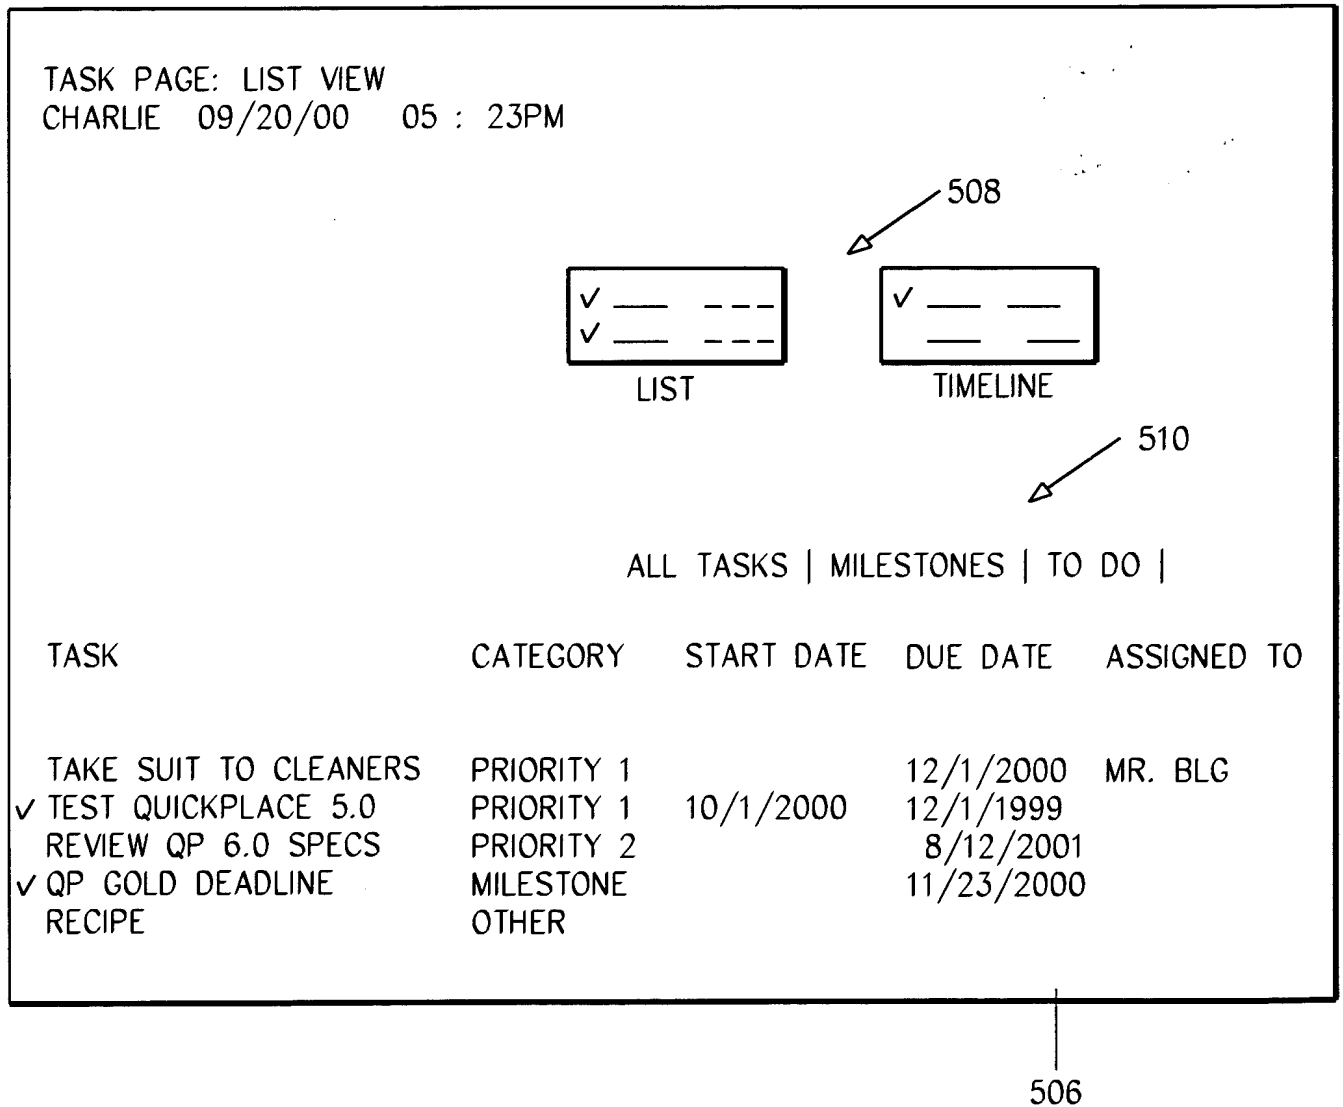 TASK PAGE: LIST VIEW
CHARLIE 09/20/00 05 : 23PM
508
LIST TIMELINE
510
ALL TASKS | MILESTONES | TO DO |
TASK CATEGORY START DATE DUE DATE ASSIGNED TO
TAKE SUIT TO CLEANERS PRIORITY 1 12/1/2000 MR. BLG
✓ TEST QUICKPLACE 5.0 PRIORITY 1 10/1/2000 12/1/1999
REVIEW QP 6.0 SPECS PRIORITY 2 8/12/2001
✓ QP GOLD DEADLINE MILESTONE 11/23/2000
RECIPE OTHER
506